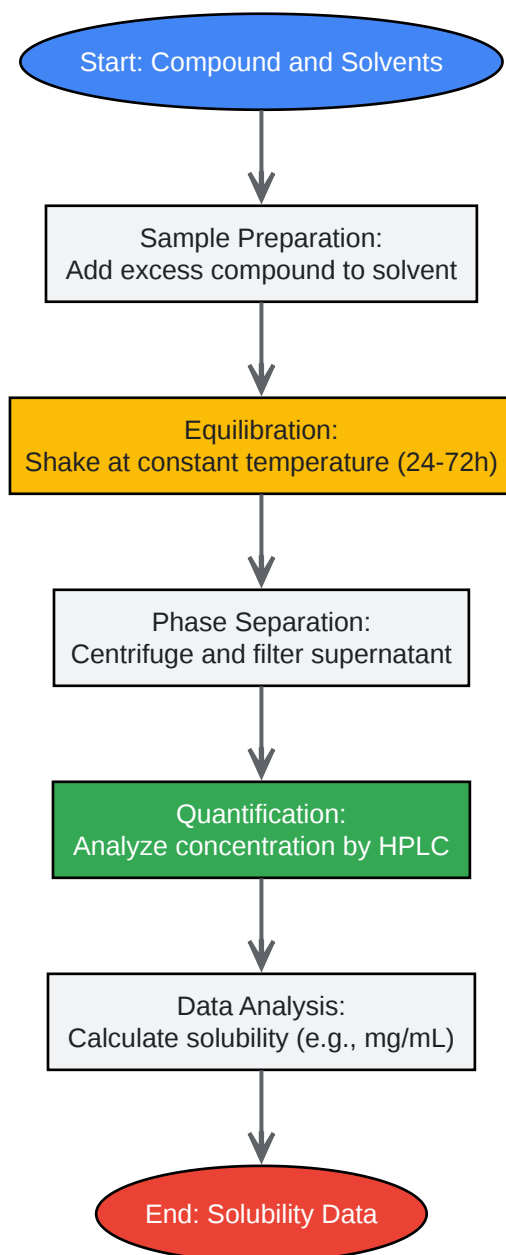 Start: Compound and Solvents
Sample Preparation:
Add excess compound to solvent
Equilibration:
Shake at constant temperature (24-72h)
Phase Separation:
Centrifuge and filter supernatant
Quantification:
Analyze concentration by HPLC
Data Analysis:
Calculate solubility (e.g., mg/mL)
End: Solubility Data